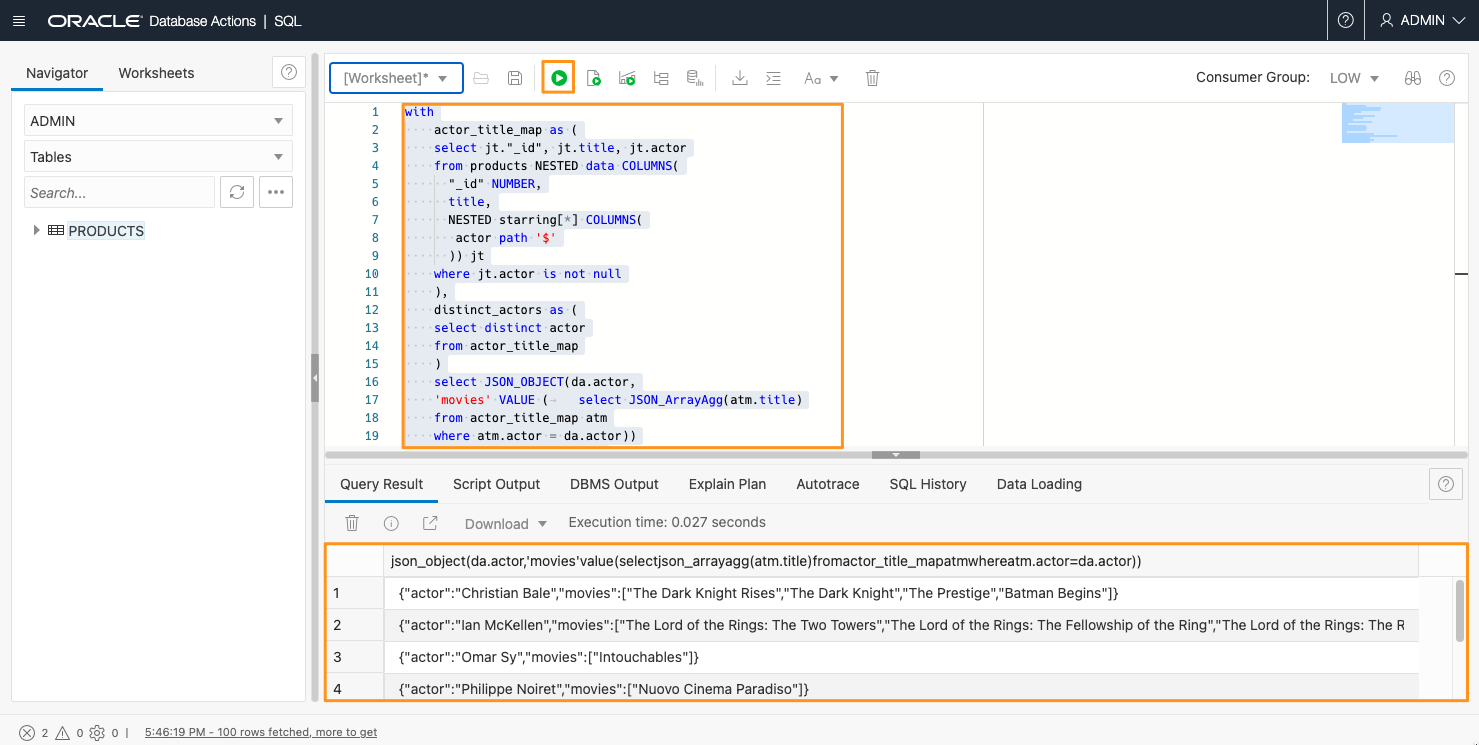 ORACLE Database Actions | SQL
ADMIN
Navigator
Worksheets
ADMIN
Tables
Search...
PRODUCTS
[Worksheet]*
Aa
Consumer Group: LOW
1 with
2 actor_title_map as (
3 select jt."_id", jt.title, jt.actor
4 from products NESTED data COLUMNS(
5 "_id" NUMBER,
6 title,
7 NESTED starring[*] COLUMNS(
8 actor path '$'
9 )) jt
10 where jt.actor is not null
11 ),
12 distinct_actors as (
13 select distinct actor
14 from actor_title_map
15 )
16 select JSON_OBJECT(da.actor,
17 'movies' VALUE (→ select JSON_ArrayAgg(atm.title)
18 from actor_title_map atm
19 where atm.actor = da.actor))
Query Result Script Output DBMS Output Explain Plan Autotrace SQL History Data Loading
Download Execution time: 0.027 seconds
json_object(da.actor,'movies'value(selectjson_arrayagg(atm.title)fromactor_title_mapatmwhereatm.actor=da.actor))
1 {"actor":"Christian Bale","movies":["The Dark Knight Rises","The Dark Knight","The Prestige","Batman Begins"]}
2 {"actor":"Ian McKellen","movies":["The Lord of the Rings: The Two Towers","The Lord of the Rings: The Fellowship of the Ring","The Lord of the Rings: The R
3 {"actor":"Omar Sy","movies":["Intouchables"]}
4 {"actor":"Philippe Noiret","movies":["Nuovo Cinema Paradiso"]}
2 0 0 | 5:46:19 PM - 100 rows fetched, more to get